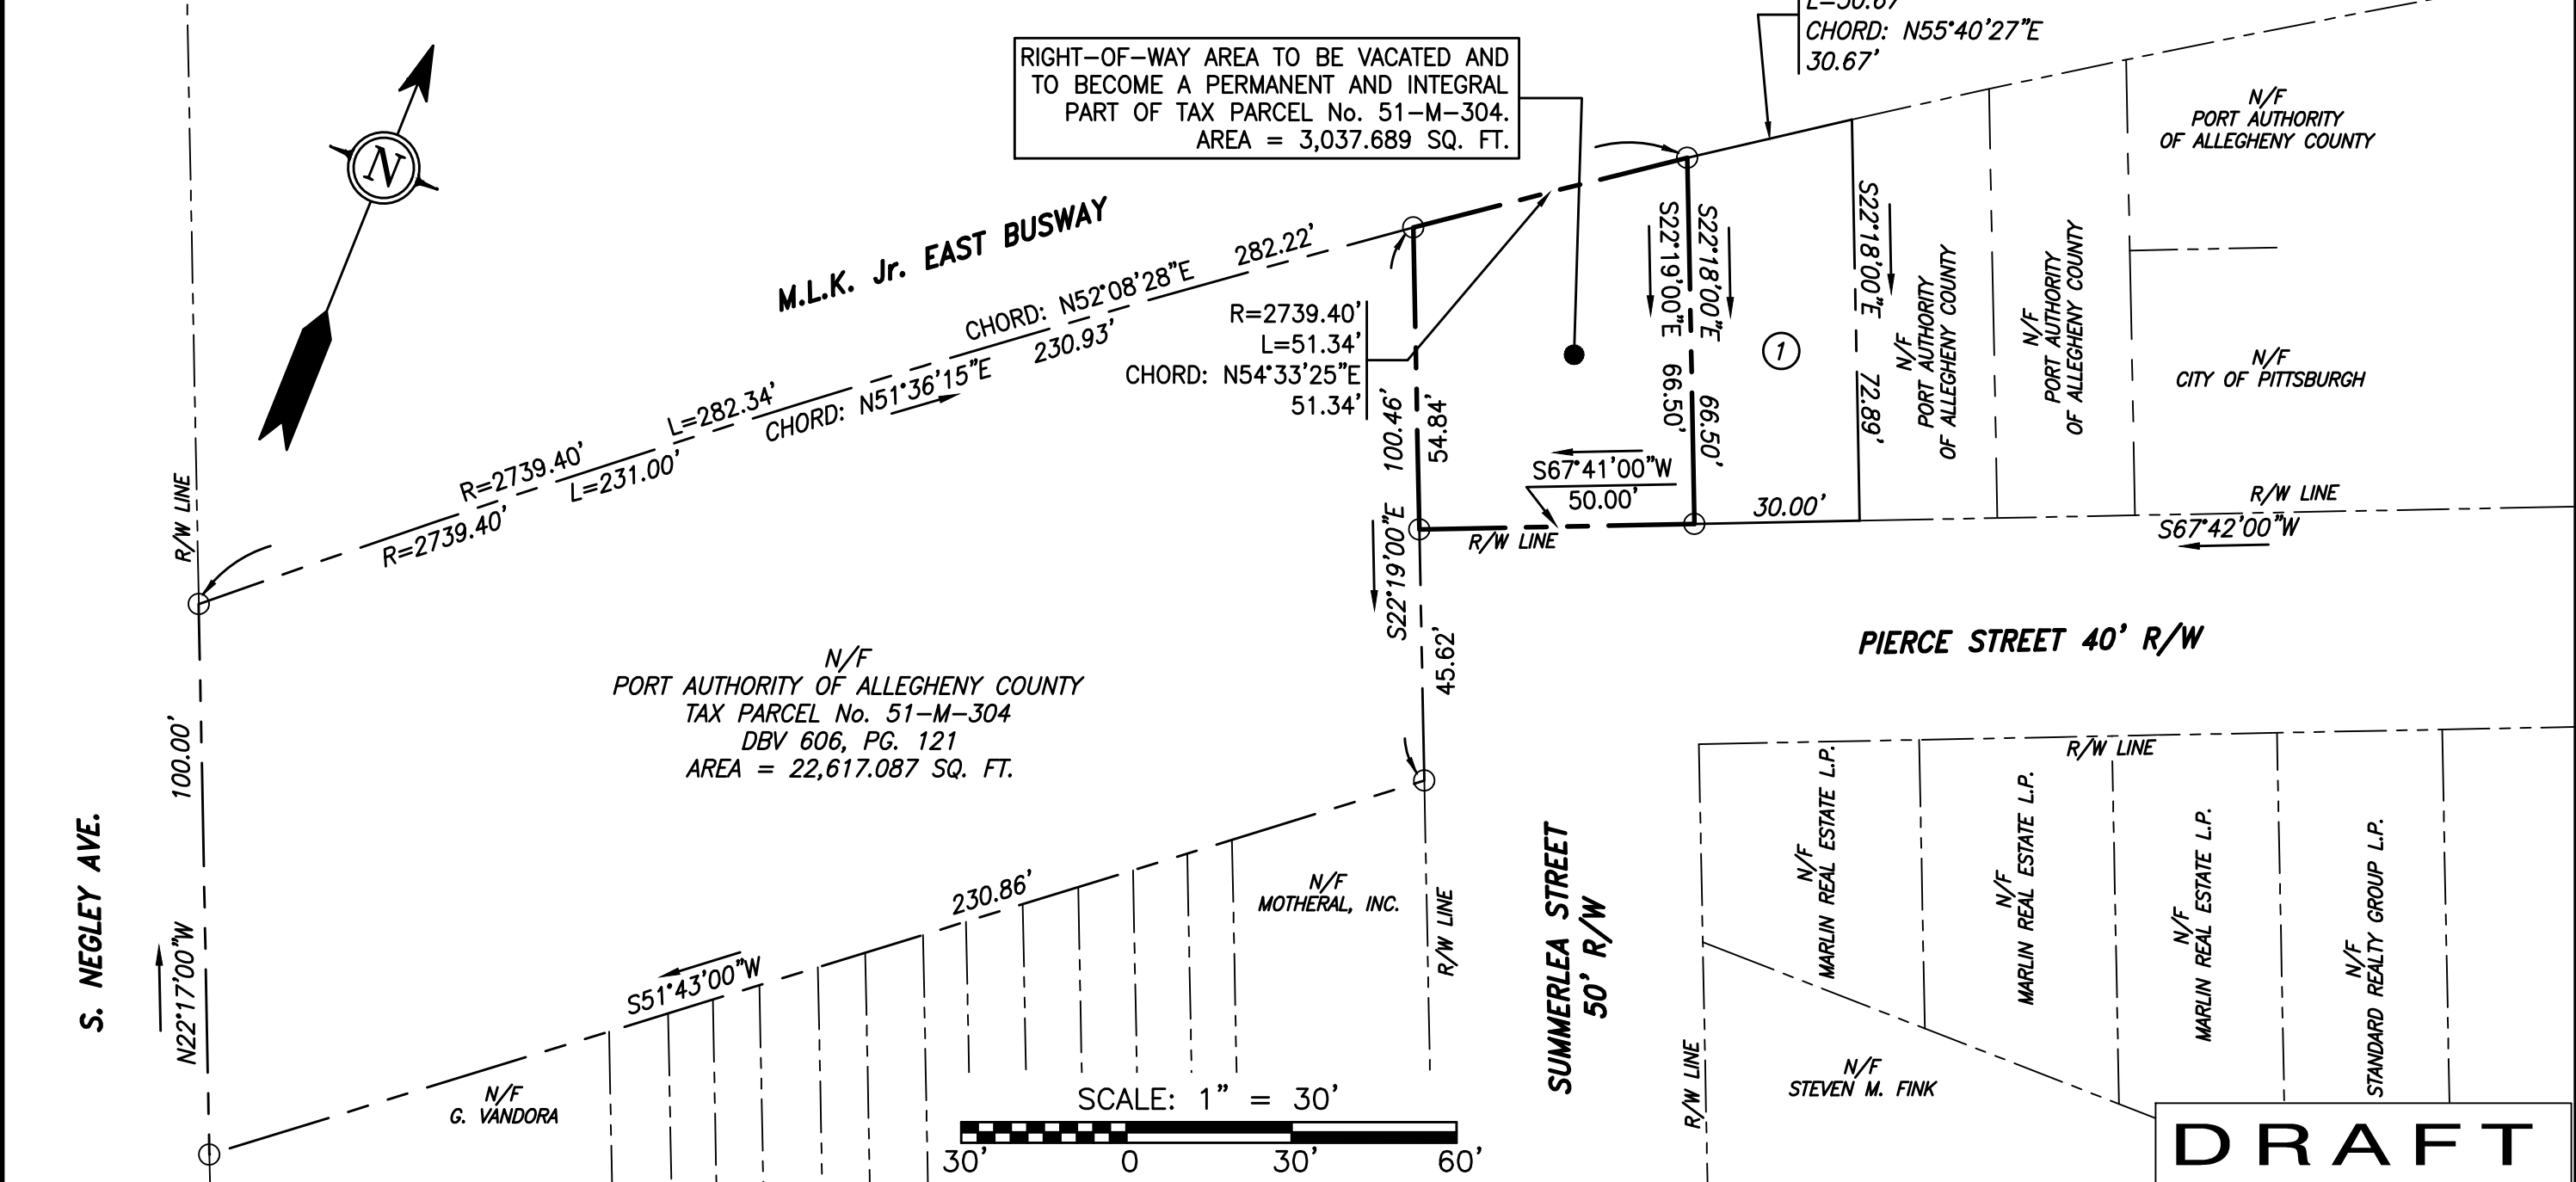 L=30.67'
CHORD: N55°40'27"E
30.67'
RIGHT-OF-WAY AREA TO BE VACATED AND
TO BECOME A PERMANENT AND INTEGRAL
PART OF TAX PARCEL No. 51-M-304.
AREA = 3,037.689 SQ. FT.
N
M.L.K. Jr. EAST BUSWAY
CHORD: N52°08'28"E 282.22'
CHORD: N51°36'15"E 230.93'
R=2739.40' L=282.34'
R=2739.40' L=231.00'
R=2739.40'
L=51.34'
CHORD: N54°33'25"E
51.34'
S22°19'00"E 66.50'
S22°18'00"E 66.50'
1
S22°18'00"E 72.89'
N/F
PORT AUTHORITY
OF ALLEGHENY COUNTY
N/F
PORT AUTHORITY
OF ALLEGHENY COUNTY
N/F
PORT AUTHORITY
OF ALLEGHENY COUNTY
N/F
CITY OF PITTSBURGH
S22°19'00"E 100.46'
54.84'
45.62'
S67°41'00"W
50.00'
R/W LINE
30.00'
R/W LINE
S67°42'00"W
PIERCE STREET 40' R/W
R/W LINE
N/F
PORT AUTHORITY OF ALLEGHENY COUNTY
TAX PARCEL No. 51-M-304
DBV 606, PG. 121
AREA = 22,617.087 SQ. FT.
S. NEGLEY AVE.
N22°17'00"W 100.00'
S51°43'00"W 230.86'
N/F
G. VANDORA
N/F
MOTHERAL, INC.
R/W LINE
SUMMERLEA STREET
50' R/W
R/W LINE
R/W LINE
N/F
MARLIN REAL ESTATE L.P.
N/F
MARLIN REAL ESTATE L.P.
N/F
MARLIN REAL ESTATE L.P.
N/F
STANDARD REALTY GROUP L.P.
N/F
STEVEN M. FINK
SCALE: 1" = 30'
30' 0 30' 60'
DRAFT